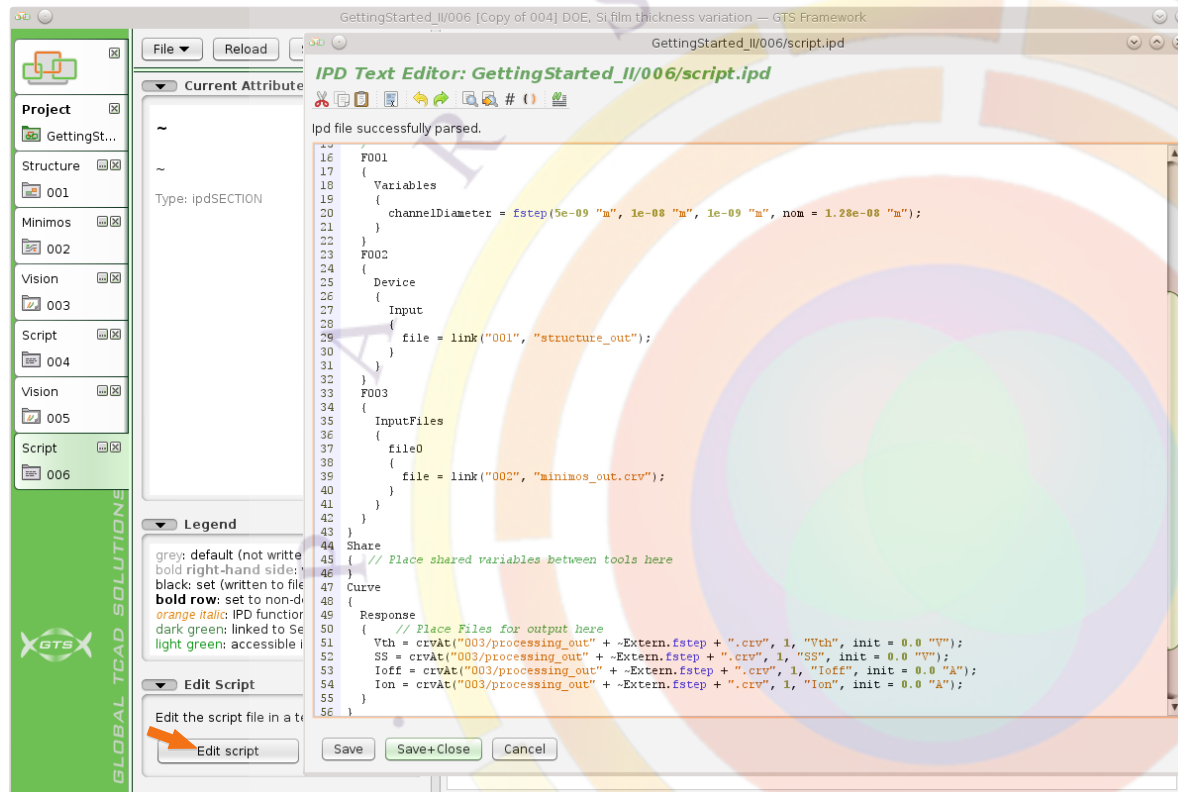 GettingStarted_II/006 [Copy of 004] DOE, Si film thickness variation — GTS Framework
Project
GettingSt...
Structure
001
Minimos
002
Vision
003
Script
004
Vision
005
Script
006
GLOBAL TCAD SOLUTIONS
GTS
File
Reload
Current Attribute
~
~
Type: ipdSECTION
Legend
grey: default (not writte
bold right-hand side:
black: set (written to file
bold row: set to non-d
orange italic: IPD function
dark green: linked to Se
light green: accessible i
Edit Script
Edit the script file in a te
Edit script
GettingStarted_II/006/script.ipd
IPD Text Editor: GettingStarted_II/006/script.ipd
Ipd file successfully parsed.
15
16 F001
17 {
18 Variables
19 {
20 channelDiameter = fstep(5e-09 "m", 1e-08 "m", 1e-09 "m", nom = 1.28e-08 "m");
21 }
22 }
23 F002
24 {
25 Device
26 {
27 Input
28 {
29 file = link("001", "structure_out");
30 }
31 }
32 }
33 F003
34 {
35 InputFiles
36 {
37 file0
38 {
39 file = link("002", "minimos_out.crv");
40 }
41 }
42 }
43 }
44 Share
45 { // Place shared variables between tools here
46 }
47 Curve
48 {
49 Response
50 { // Place Files for output here
51 Vth = crvAt("003/processing_out" + ~Extern.fstep + ".crv", 1, "Vth", init = 0.0 "V");
52 SS = crvAt("003/processing_out" + ~Extern.fstep + ".crv", 1, "SS", init = 0.0 "V");
53 Ioff = crvAt("003/processing_out" + ~Extern.fstep + ".crv", 1, "Ioff", init = 0.0 "A");
54 Ion = crvAt("003/processing_out" + ~Extern.fstep + ".crv", 1, "Ion", init = 0.0 "A");
55 }
56 }
Save
Save+Close
Cancel